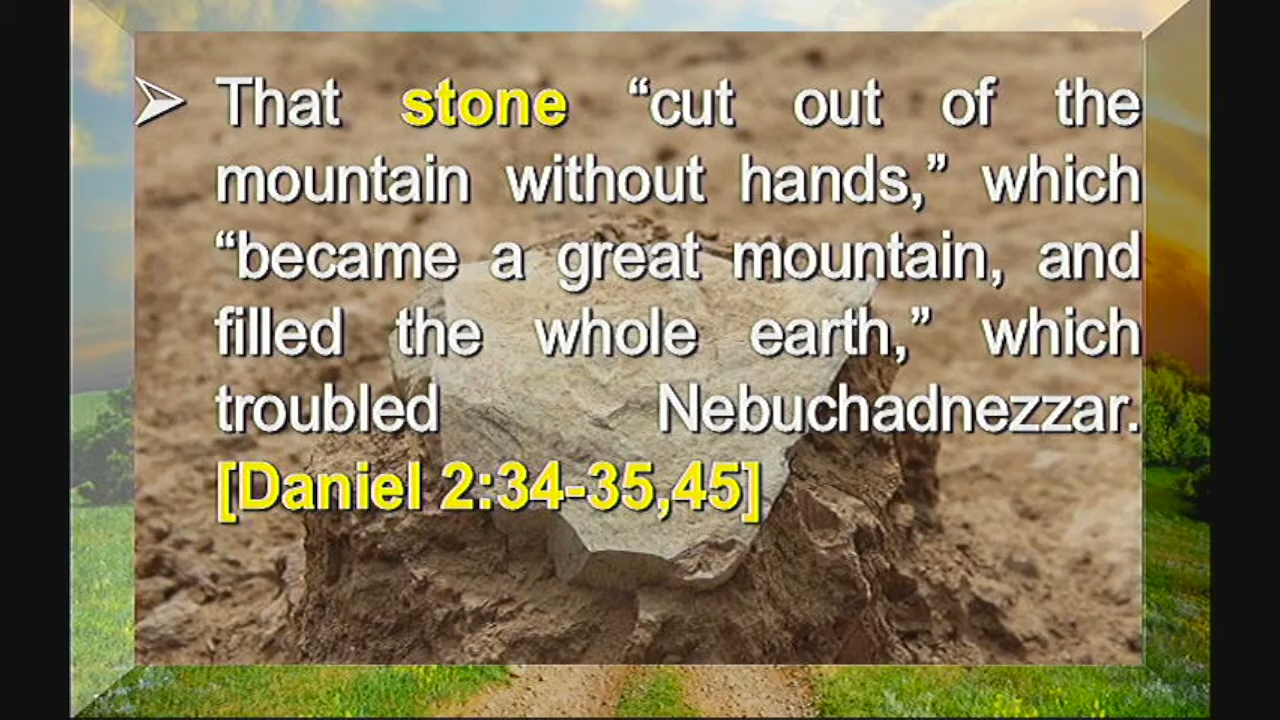 That stone “cut out of the
mountain without hands,” which
“became a great mountain, and
filled the whole earth,” which
troubled Nebuchadnezzar.
[Daniel 2:34-35,45]